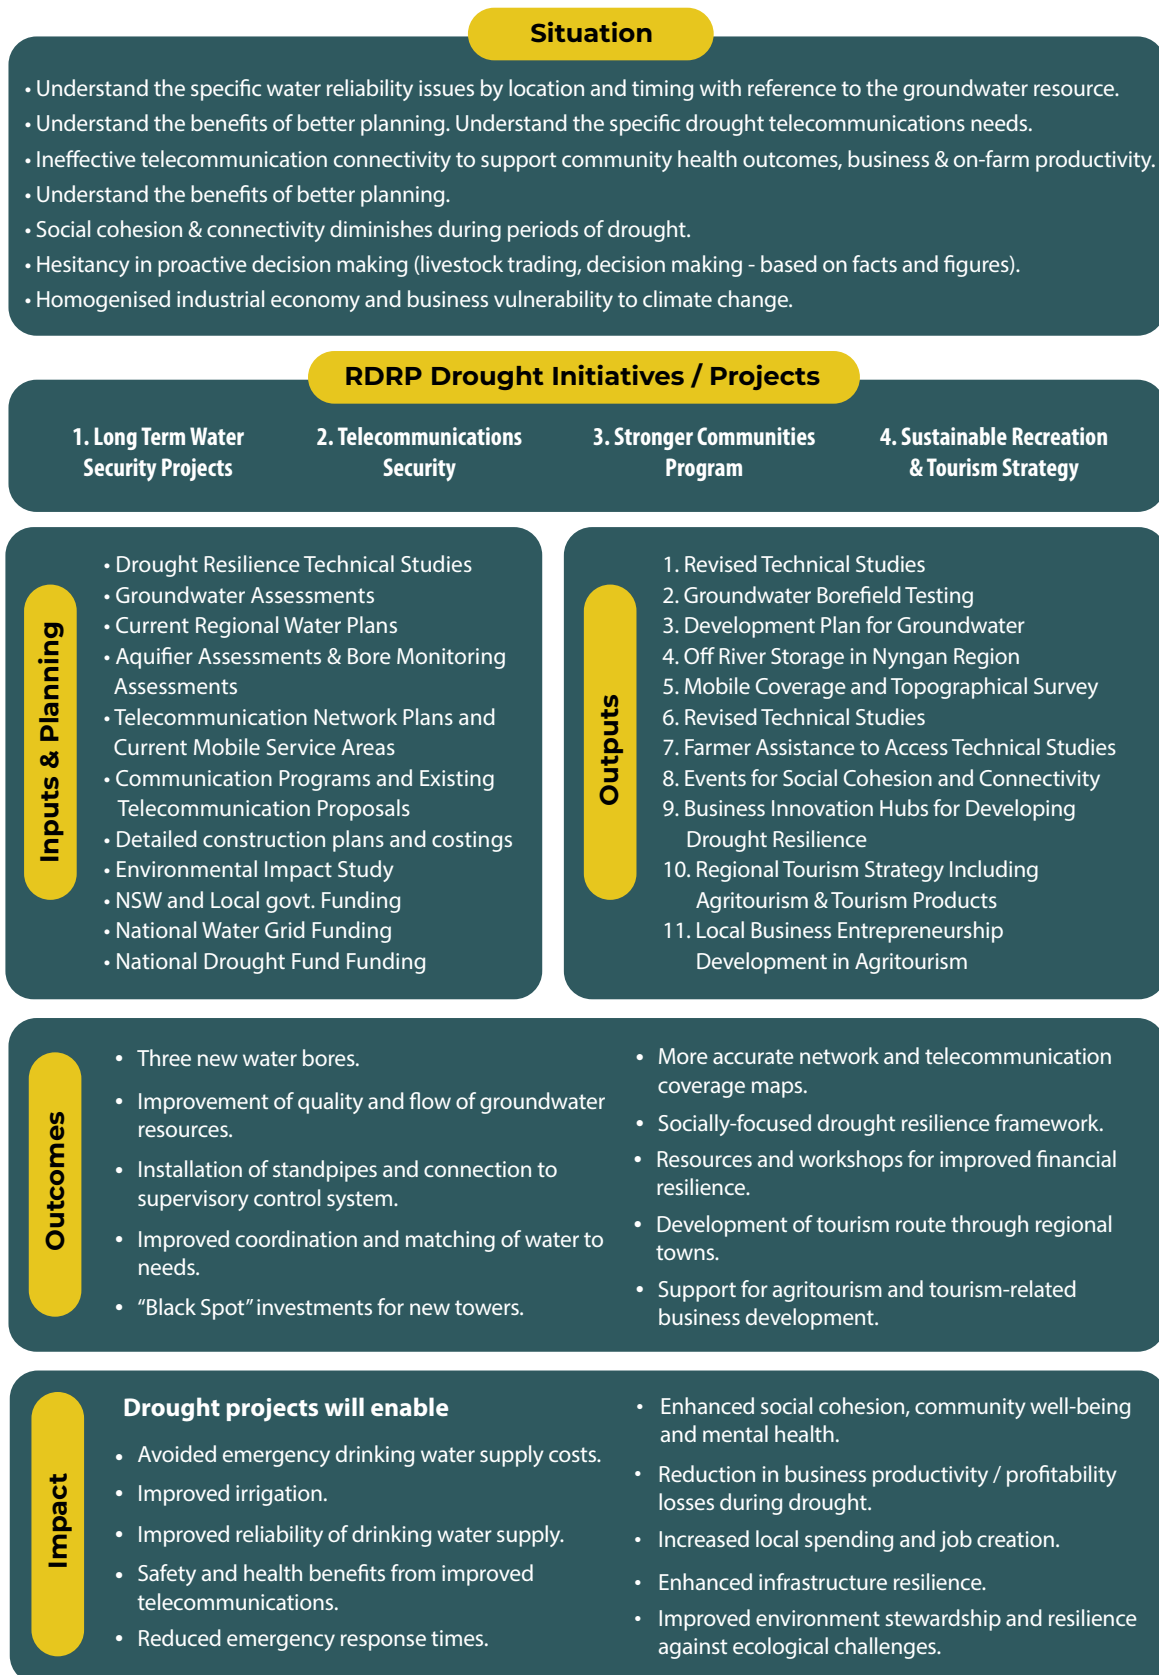 Situation
• Understand the specific water reliability issues by location and timing with reference to the groundwater resource.
• Understand the benefits of better planning. Understand the specific drought telecommunications needs.
• Ineffective telecommunication connectivity to support community health outcomes, business & on-farm productivity.
• Understand the benefits of better planning.
• Social cohesion & connectivity diminishes during periods of drought.
• Hesitancy in proactive decision making (livestock trading, decision making - based on facts and figures).
• Homogenised industrial economy and business vulnerability to climate change.
RDRP Drought Initiatives / Projects
1. Long Term Water
Security Projects
2. Telecommunications
Security
3. Stronger Communities
Program
4. Sustainable Recreation
& Tourism Strategy
Inputs & Planning
• Drought Resilience Technical Studies
• Groundwater Assessments
• Current Regional Water Plans
• Aquifier Assessments & Bore Monitoring
Assessments
• Telecommunication Network Plans and
Current Mobile Service Areas
• Communication Programs and Existing
Telecommunication Proposals
• Detailed construction plans and costings
• Environmental Impact Study
• NSW and Local govt. Funding
• National Water Grid Funding
• National Drought Fund Funding
Outputs
1. Revised Technical Studies
2. Groundwater Borefield Testing
3. Development Plan for Groundwater
4. Off River Storage in Nyngan Region
5. Mobile Coverage and Topographical Survey
6. Revised Technical Studies
7. Farmer Assistance to Access Technical Studies
8. Events for Social Cohesion and Connectivity
9. Business Innovation Hubs for Developing
Drought Resilience
10. Regional Tourism Strategy Including
Agritourism & Tourism Products
11. Local Business Entrepreneurship
Development in Agritourism
Outcomes
• Three new water bores.
• Improvement of quality and flow of groundwater
resources.
• Installation of standpipes and connection to
supervisory control system.
• Improved coordination and matching of water to
needs.
• “Black Spot” investments for new towers.
• More accurate network and telecommunication
coverage maps.
• Socially-focused drought resilience framework.
• Resources and workshops for improved financial
resilience.
• Development of tourism route through regional
towns.
• Support for agritourism and tourism-related
business development.
Impact
Drought projects will enable
• Avoided emergency drinking water supply costs.
• Improved irrigation.
• Improved reliability of drinking water supply.
• Safety and health benefits from improved
telecommunications.
• Reduced emergency response times.
• Enhanced social cohesion, community well-being
and mental health.
• Reduction in business productivity / profitability
losses during drought.
• Increased local spending and job creation.
• Enhanced infrastructure resilience.
• Improved environment stewardship and resilience
against ecological challenges.